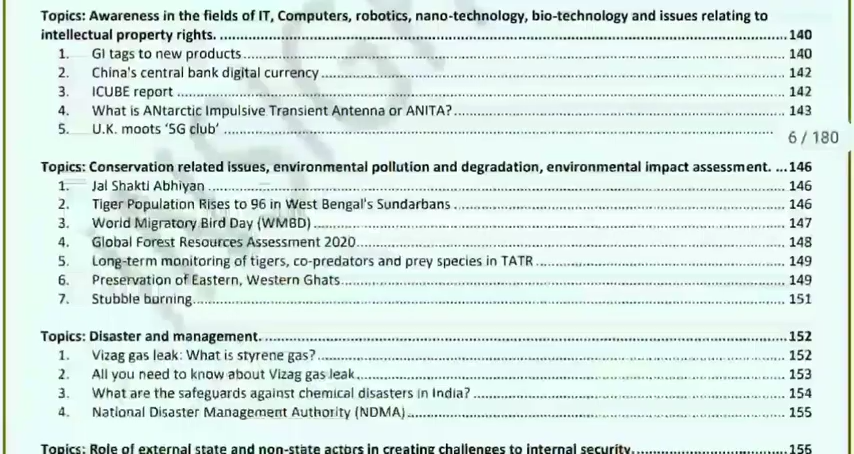 Topics: Awareness in the fields of IT, Computers, robotics, nano-technology, bio-technology and issues relating to
intellectual property rights. ........ 140
1. GI tags to new products ........ 140
2. China's central bank digital currency ........ 142
3. ICUBE report ........ 142
4. What is ANtarctic Impulsive Transient Antenna or ANITA? ........ 143
5. U.K. moots '5G club' ........
6 / 180
Topics: Conservation related issues, environmental pollution and degradation, environmental impact assessment. ... 146
1. Jal Shakti Abhiyan ........ 146
2. Tiger Population Rises to 96 in West Bengal's Sundarbans ........ 146
3. World Migratory Bird Day (WMBD) ........ 147
4. Global Forest Resources Assessment 2020 ........ 148
5. Long-term monitoring of tigers, co-predators and prey species in TATR ........ 149
6. Preservation of Eastern, Western Ghats ........ 149
7. Stubble burning ........ 151
Topics: Disaster and management. ........ 152
1. Vizag gas leak: What is styrene gas? ........ 152
2. All you need to know about Vizag gas leak ........ 153
3. What are the safeguards against chemical disasters in India? ........ 154
4. National Disaster Management Authority (NDMA) ........ 155
Topics: Role of external state and non-state actors in creating challenges to internal security. ........ 156